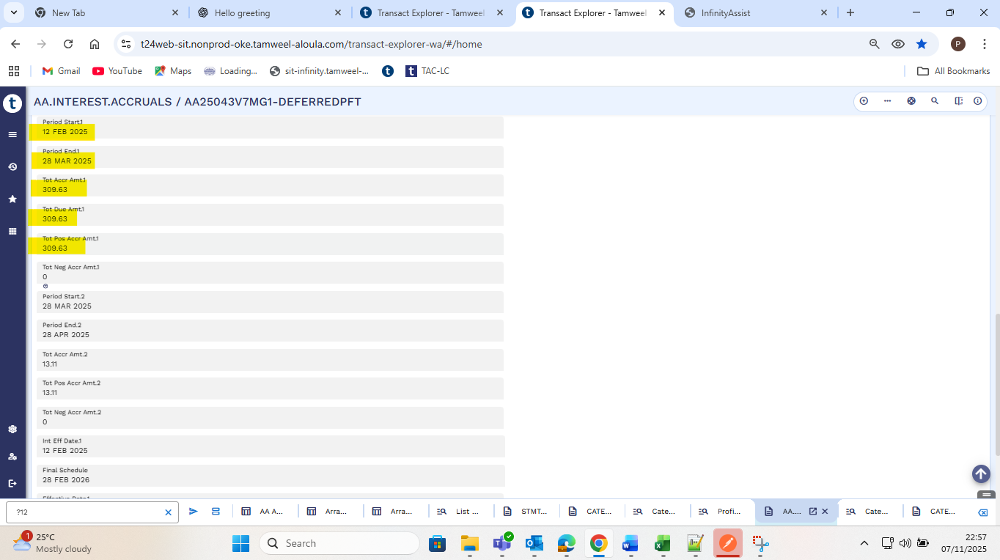 New Tab
Hello greeting
Transact Explorer - Tamweel
Transact Explorer - Tamweel
InfinityAssist
t24web-sit.nonprod-oke.tamweel-aloula.com/transact-explorer-wa/#/home
P
Gmail
YouTube
Maps
Loading...
sit-infinity.tamweel-...
t
t
TAC-LC
All Bookmarks
t
AA.INTEREST.ACCRUALS / AA25043V7MG1-DEFERREDPFT
Period Start.1
12 FEB 2025
Period End.1
28 MAR 2025
Tot Accr Amt.1
309.63
Tot Due Amt.1
309.63
Tot Pos Accr Amt.1
309.63
Tot Neg Accr Amt.1
0
Period Start.2
28 MAR 2025
Period End.2
28 APR 2025
Tot Accr Amt.2
13.11
Tot Pos Accr Amt.2
13.11
Tot Neg Accr Amt.2
0
Int Eff Date.1
12 FEB 2025
Final Schedule
28 FEB 2026
Effective Date.1
?12
AA A...
Arra...
Arra...
List ...
STMT...
CATE...
Cate...
Profi...
AA....
Cate...
CATE...
1
25°C
Mostly cloudy
Search
22:57
07/11/2025